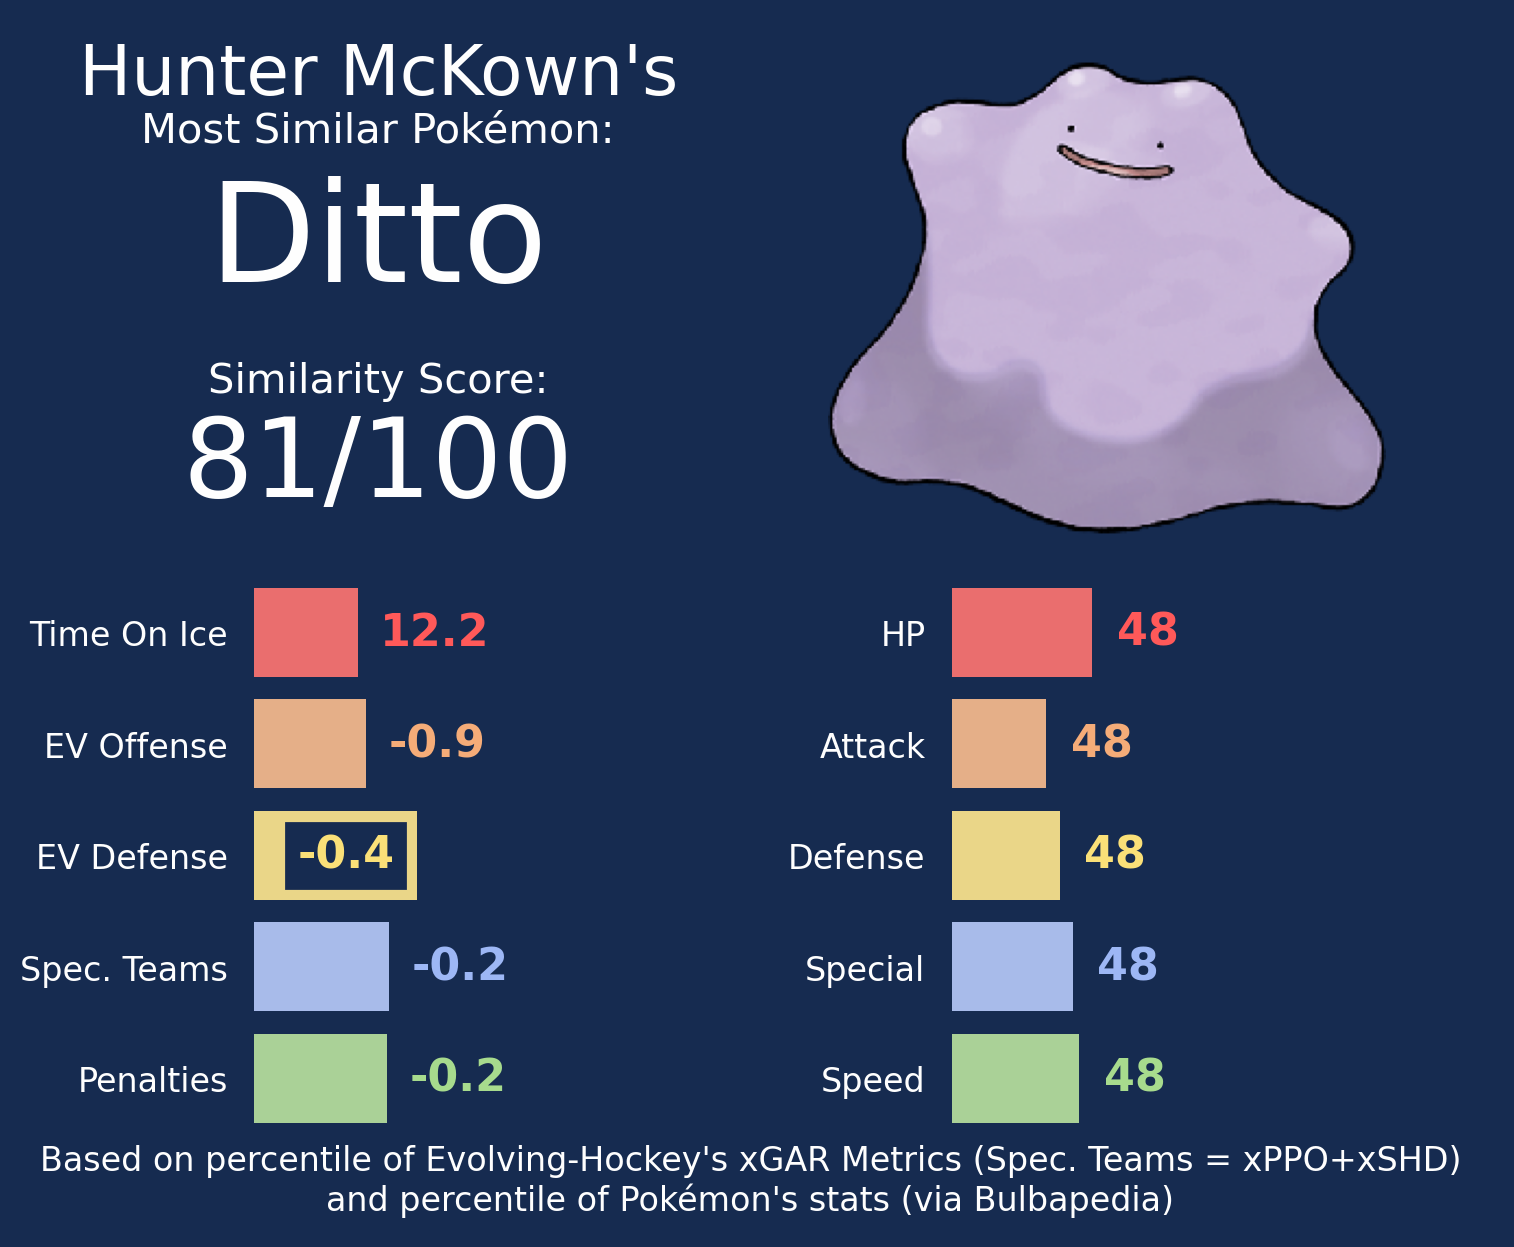 Hunter McKown's
Most Similar Pokémon:
Ditto
Similarity Score:
81/100
Time On Ice 12.2
EV Offense -0.9
EV Defense -0.4
Spec. Teams -0.2
Penalties -0.2
HP 48
Attack 48
Defense 48
Special 48
Speed 48
Based on percentile of Evolving-Hockey's xGAR Metrics (Spec. Teams = xPPO+xSHD)
and percentile of Pokémon's stats (via Bulbapedia)